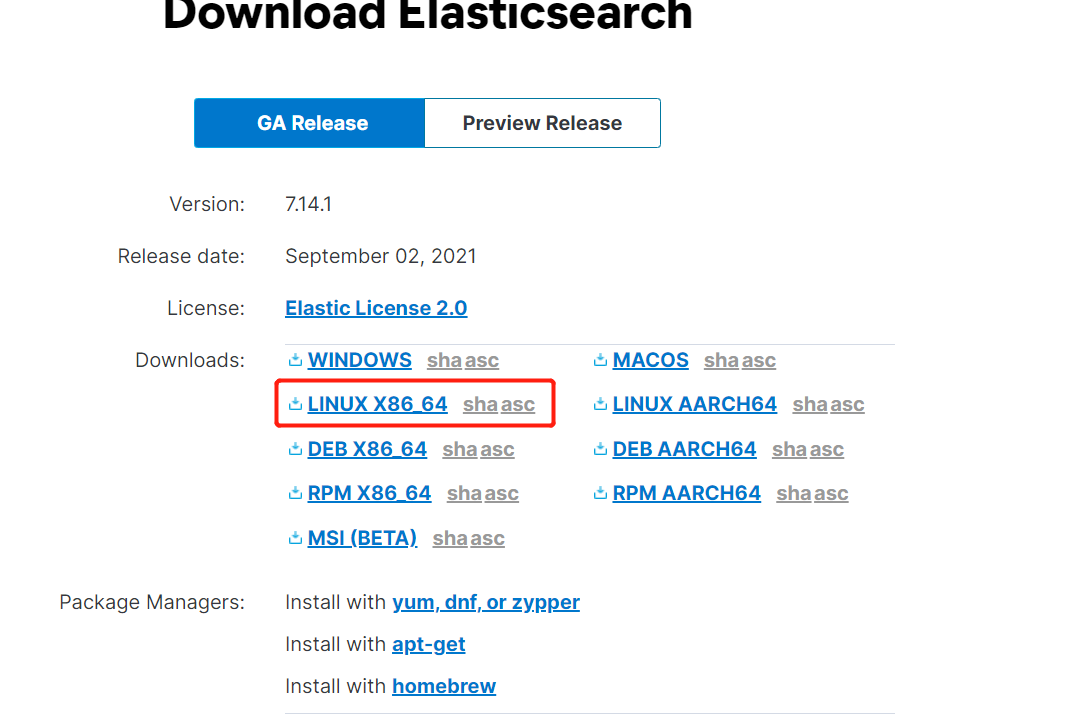 Download Elasticsearch
GA Release Preview Release
Version: 7.14.1
Release date: September 02, 2021
License: Elastic License 2.0
Downloads: WINDOWS sha asc MACOS sha asc
LINUX X86_64 sha asc LINUX AARCH64 sha asc
DEB X86_64 sha asc DEB AARCH64 sha asc
RPM X86_64 sha asc RPM AARCH64 sha asc
MSI (BETA) sha asc
Package Managers: Install with yum, dnf, or zypper
Install with apt-get
Install with homebrew